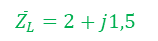 Z̄_L = 2 + j1,5